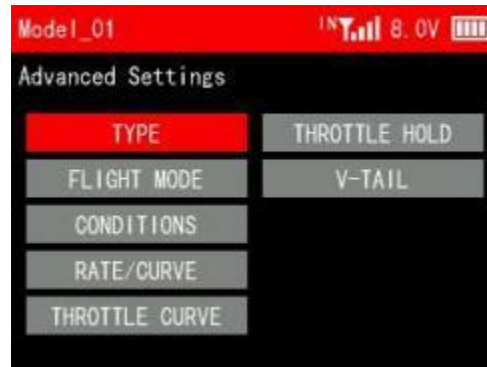 Model_01 IN 8.0V
Advanced Settings
TYPE THROTTLE HOLD
FLIGHT MODE V-TAIL
CONDITIONS
RATE/CURVE
THROTTLE CURVE